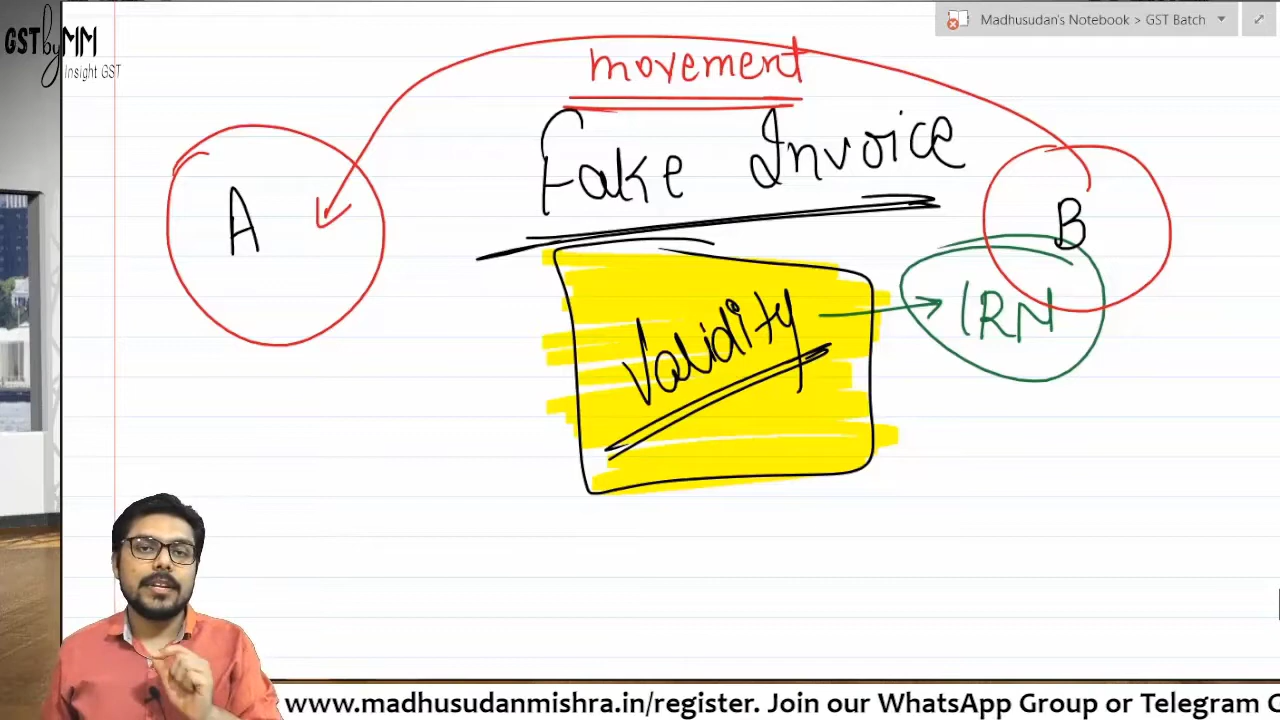 GST by MM
Insight GST
Madhusudan's Notebook > GST Batch
movement
Fake Invoice
A
B
Validity
IRN
www.madhusudanmishra.in/register. Join our WhatsApp Group or Telegram C